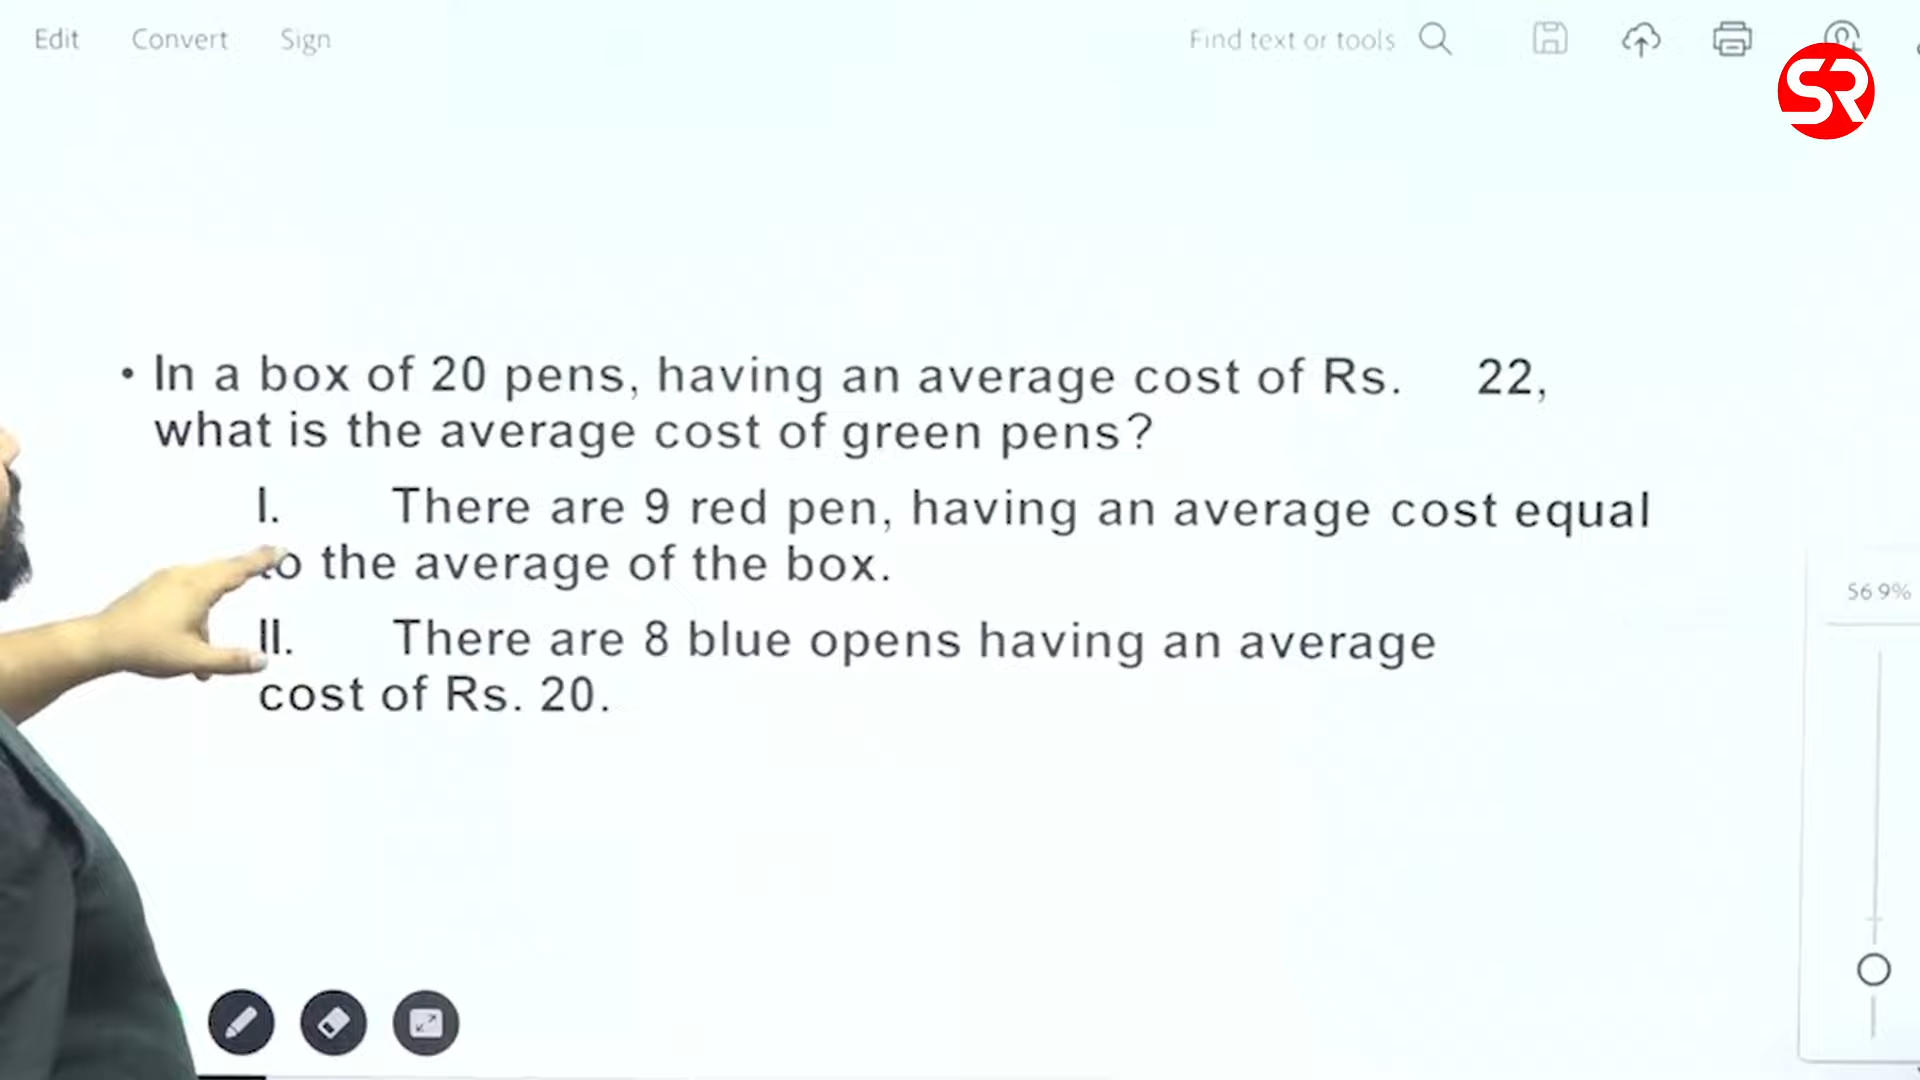 Edit Convert Sign Find text or tools
SR
• In a box of 20 pens, having an average cost of Rs. 22,
what is the average cost of green pens?
I. There are 9 red pen, having an average cost equal
to the average of the box.
56.9%
II. There are 8 blue opens having an average
cost of Rs. 20.